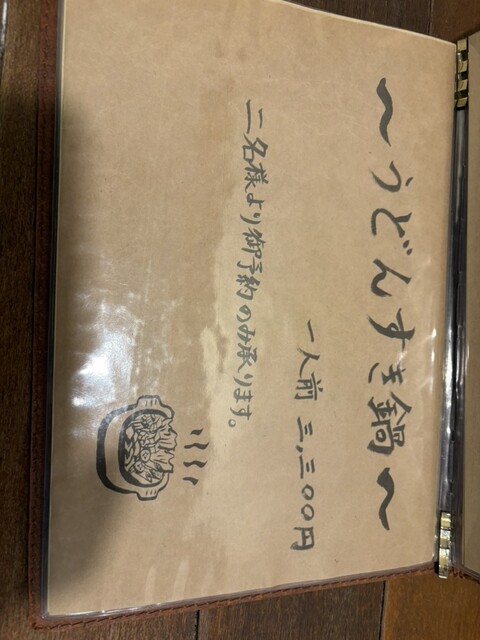 〜うどんすき鍋〜
一人前 三,三〇〇円
二名様より御予約のみ承ります。